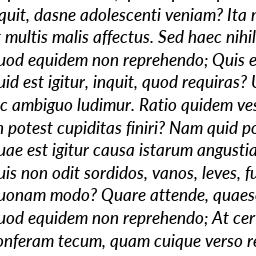 quit, dasne adolescenti veniam? Ita r
multis malis affectus. Sed haec nihil
uod equidem non reprehendo; Quis e
uid est igitur, inquit, quod requiras? U
c ambiguo ludimur. Ratio quidem ves
n potest cupiditas finiri? Nam quid po
uae est igitur causa istarum angustia
uis non odit sordidos, vanos, leves, fu
uonam modo? Quare attende, quaeso
uod equidem non reprehendo; At cer
onferam tecum, quam cuique verso re